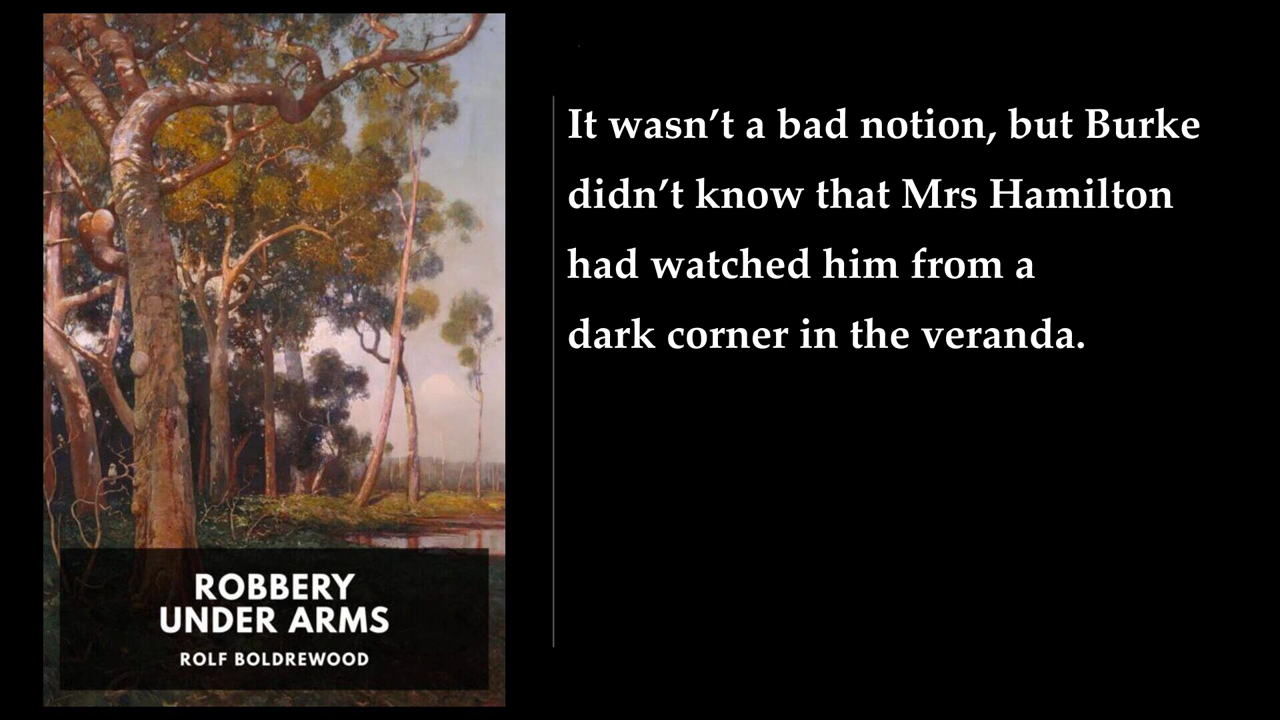 It wasn’t a bad notion, but Burke
didn’t know that Mrs Hamilton
had watched him from a
dark corner in the veranda.
ROBBERY
UNDER ARMS
ROLF BOLDREWOOD